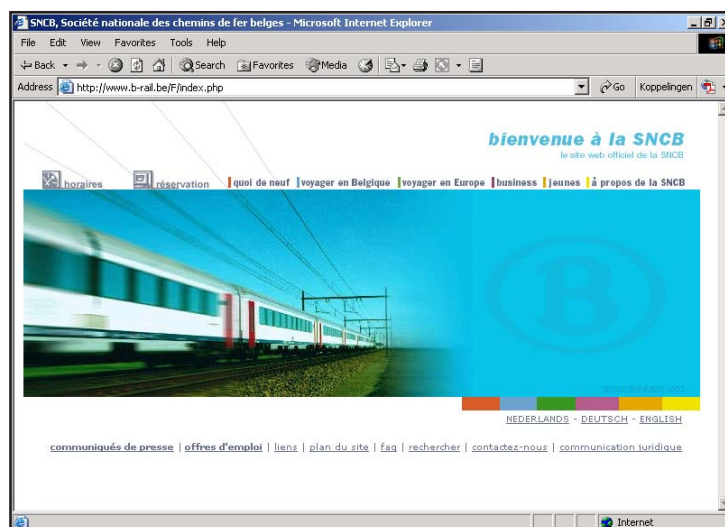 SNCB, Société nationale des chemins de fer belges - Microsoft Internet Explorer
File Edit View Favorites Tools Help
Back Search Favorites Media
Address http://www.b-rail.be/F/index.php Go Koppelingen
bienvenue à la SNCB
le site web officiel de la SNCB
horaires réservation quoi de neuf voyager en Belgique voyager en Europe business jeunes à propos de la SNCB
B
NEDERLANDS - DEUTSCH - ENGLISH
communiqués de presse | offres d'emploi | liens | plan du site | faq | rechercher | contactez-nous | communication juridique
Internet